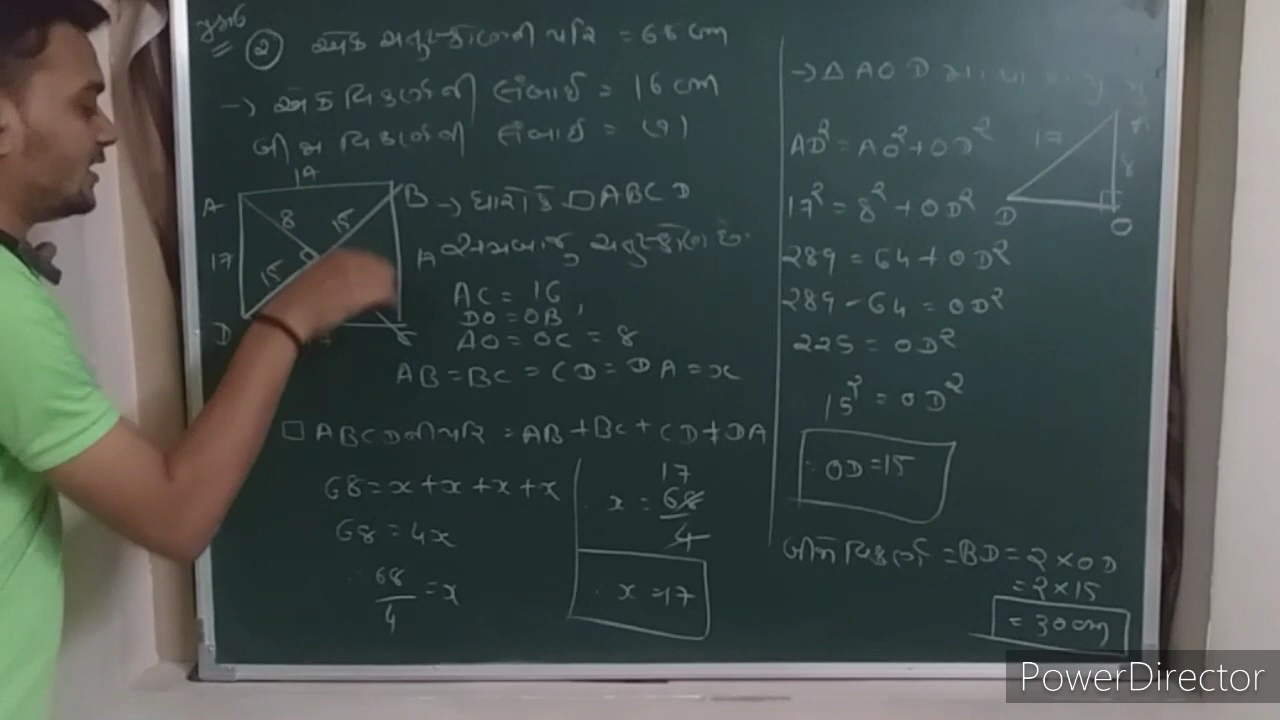 ② એક ચતુષ્કોણની પરિ = 68 cm
→ એક વિકર્ણની લંબાઈ = 16 cm
બીજા વિકર્ણની લંબાઈ = (?)
A B
8 15
17 15 O
D
→ ધારોકે □ABCD
સમબાજુ ચતુષ્કોણ છે.
AC = 16
DO = OB,
AO = OC = 8
AB = BC = CD = DA = x
□ ABCDની પરિ = AB + BC + CD + DA
68 = x + x + x + x
68 = 4x
∴ 68/4 = x
17
x = 68/4
∴ x = 17
→ △ AOD માં
AD² = AO² + OD²
17² = 8² + OD²
289 = 64 + OD²
289 - 64 = OD²
225 = OD²
15² = OD²
∴ OD = 15
17 8
D O
વિકર્ણ = BD = 2 × OD
= 2 × 15
= 30 cm
PowerDirector